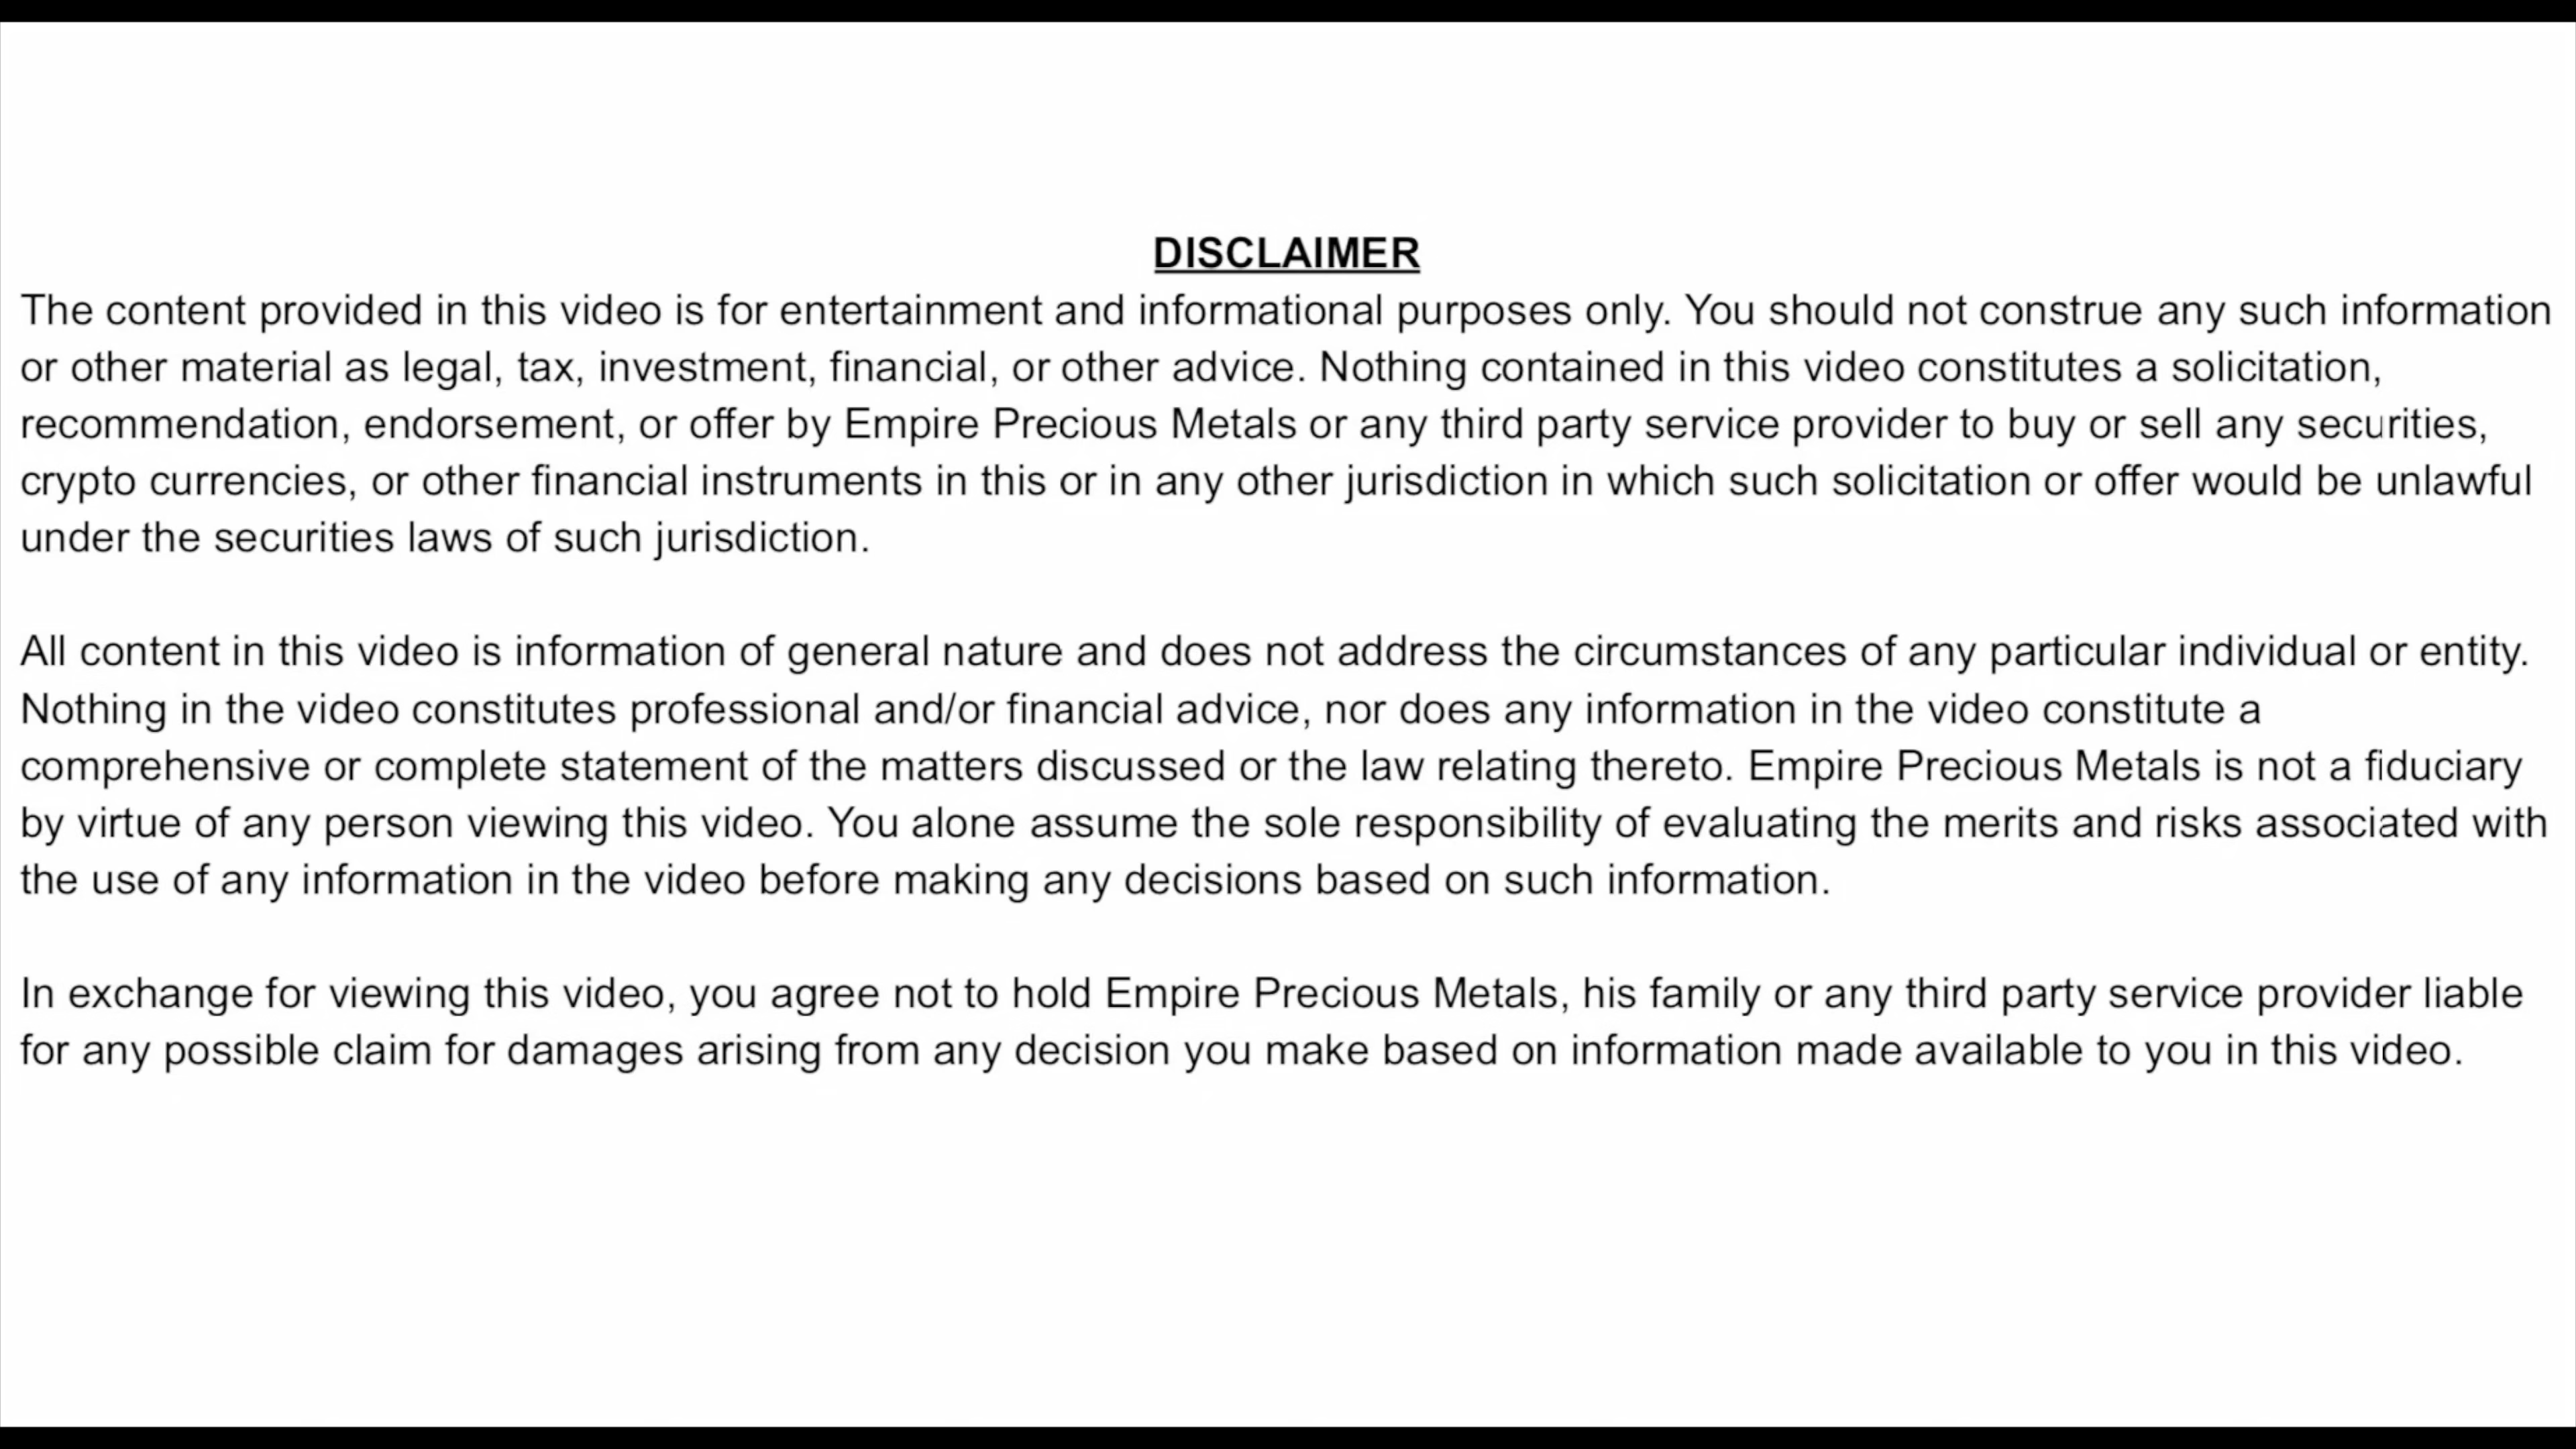 DISCLAIMER
The content provided in this video is for entertainment and informational purposes only. You should not construe any such information
or other material as legal, tax, investment, financial, or other advice. Nothing contained in this video constitutes a solicitation,
recommendation, endorsement, or offer by Empire Precious Metals or any third party service provider to buy or sell any securities,
crypto currencies, or other financial instruments in this or in any other jurisdiction in which such solicitation or offer would be unlawful
under the securities laws of such jurisdiction.
All content in this video is information of general nature and does not address the circumstances of any particular individual or entity.
Nothing in the video constitutes professional and/or financial advice, nor does any information in the video constitute a
comprehensive or complete statement of the matters discussed or the law relating thereto. Empire Precious Metals is not a fiduciary
by virtue of any person viewing this video. You alone assume the sole responsibility of evaluating the merits and risks associated with
the use of any information in the video before making any decisions based on such information.
In exchange for viewing this video, you agree not to hold Empire Precious Metals, his family or any third party service provider liable
for any possible claim for damages arising from any decision you make based on information made available to you in this video.